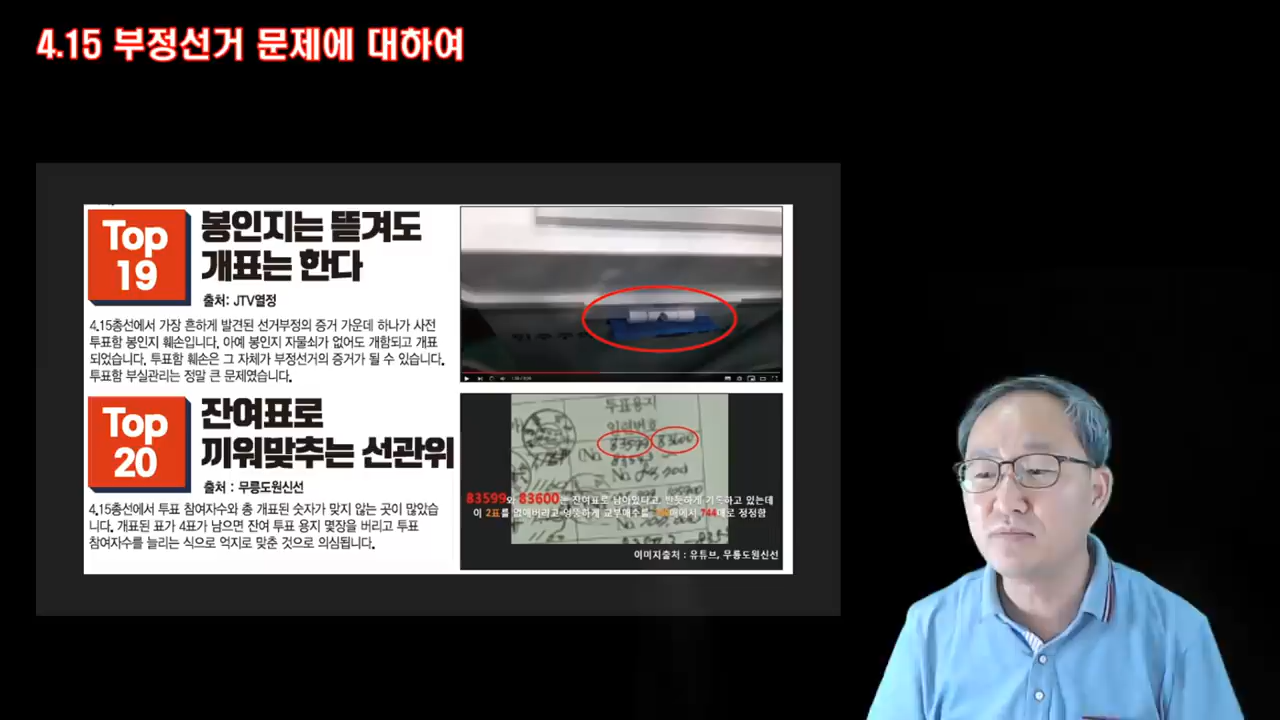 4.15 부정선거 문제에 대하여
Top
19
봉인지는 뜯겨도
개표는 한다
출처: JTV열정
4.15총선에서 가장 흔하게 발견된 선거부정의 증거 가운데 하나가 사전
투표함 봉인지 훼손입니다. 아예 봉인지 자물쇠가 없어도 개함되고 개표
되었습니다. 투표함 훼손은 그 자체가 부정선거의 증거가 될 수 있습니다.
투표함 부실관리는 정말 큰 문제였습니다.
Top
20
잔여표로
끼워맞추는 선관위
출처 : 무릉도원신선
4.15총선에서 투표 참여자수와 총 개표된 숫자가 맞지 않는 곳이 많았습
니다. 개표된 표가 4표가 남으면 잔여 투표 용지 몇장을 버리고 투표
참여자수를 늘리는 식으로 억지로 맞춘 것으로 의심됩니다.
투표용지
일련번호
83599 83600
83599와 83600는 잔여표로 남아있다고 반듯하게 기록하고 있는데
이 2표를 없애버리고 의도하게 교부매수를 744매로 정정함
이미지출처 : 유튜브, 무릉도원신선